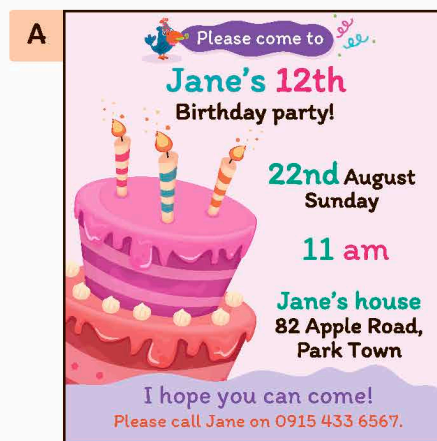 A
Please come to
Jane's 12th
Birthday party!
22nd August
Sunday
11 am
Jane's house
82 Apple Road,
Park Town
I hope you can come!
Please call Jane on 0915 433 6567.